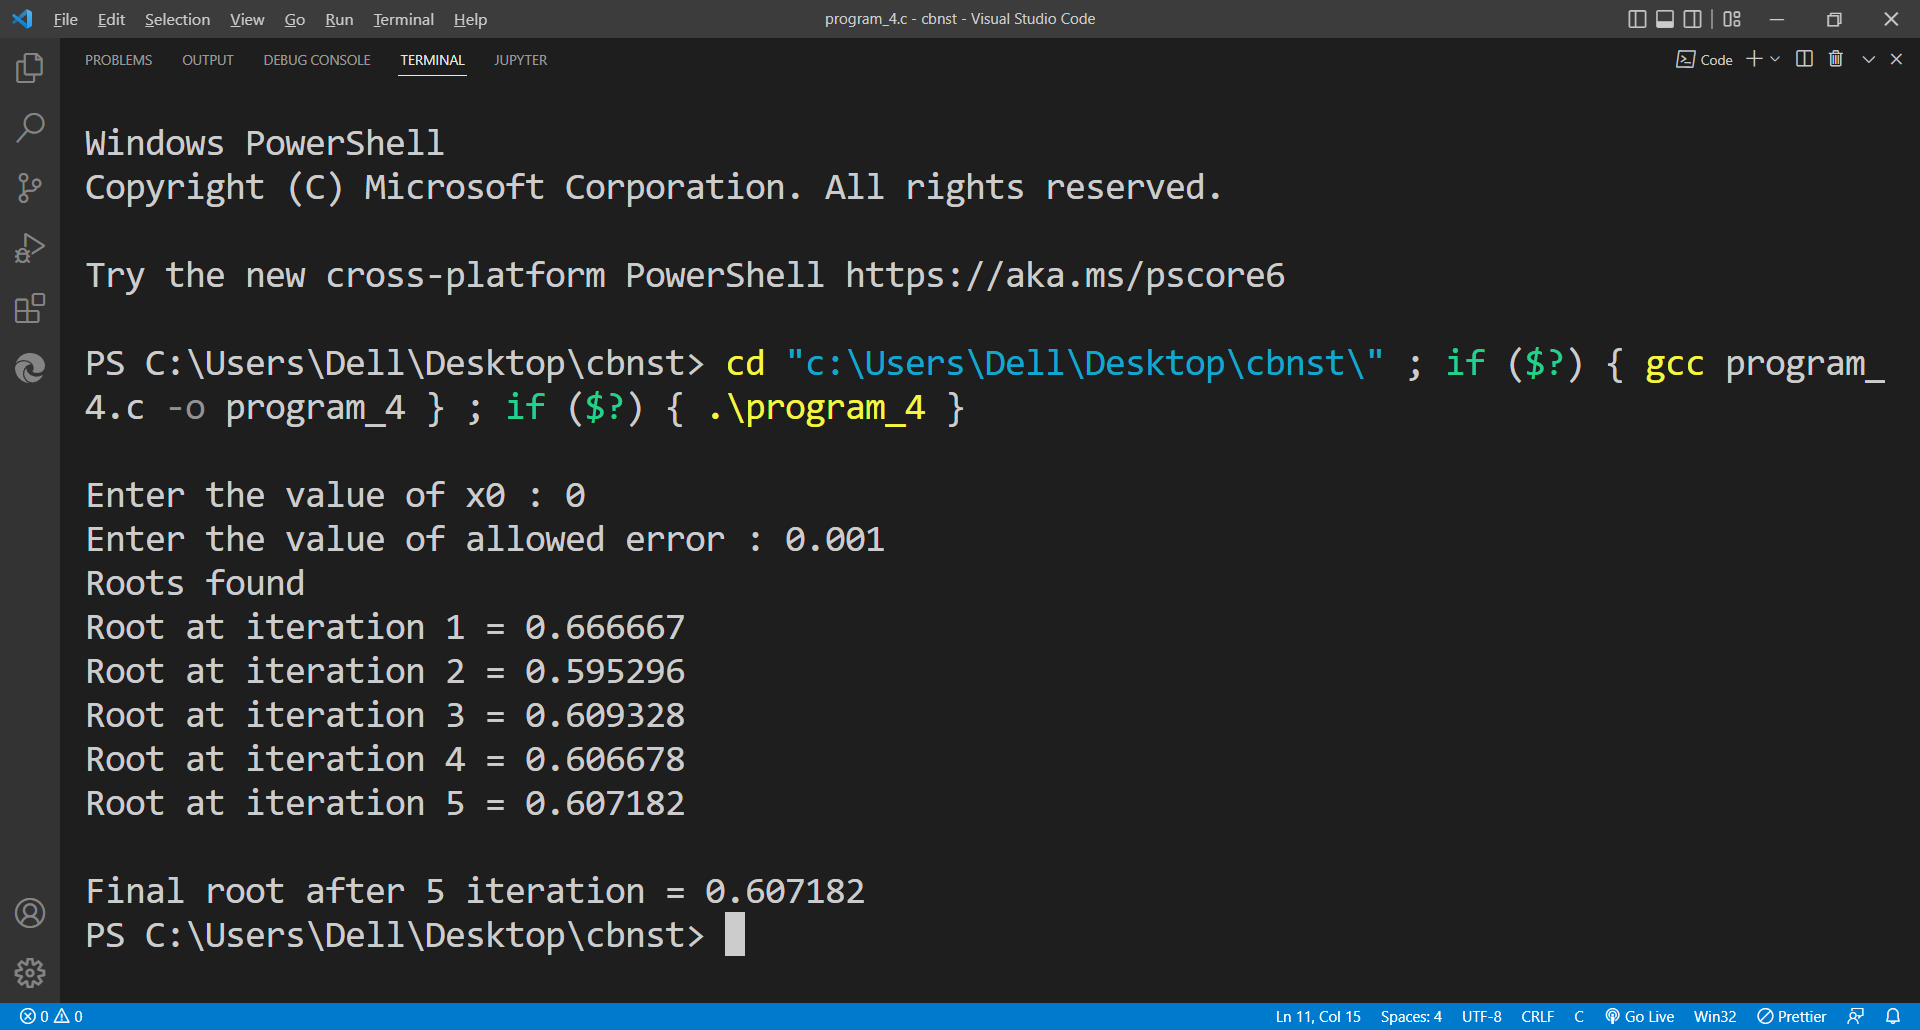 File Edit Selection View Go Run Terminal Help program_4.c - cbnst - Visual Studio Code
PROBLEMS OUTPUT DEBUG CONSOLE TERMINAL JUPYTER Code
Windows PowerShell
Copyright (C) Microsoft Corporation. All rights reserved.
Try the new cross-platform PowerShell https://aka.ms/pscore6
PS C:\Users\Dell\Desktop\cbnst> cd "c:\Users\Dell\Desktop\cbnst\" ; if ($?) { gcc program_
4.c -o program_4 } ; if ($?) { .\program_4 }
Enter the value of x0 : 0
Enter the value of allowed error : 0.001
Roots found
Root at iteration 1 = 0.666667
Root at iteration 2 = 0.595296
Root at iteration 3 = 0.609328
Root at iteration 4 = 0.606678
Root at iteration 5 = 0.607182
Final root after 5 iteration = 0.607182
PS C:\Users\Dell\Desktop\cbnst>
0 0 Ln 11, Col 15 Spaces: 4 UTF-8 CRLF C Go Live Win32 Prettier